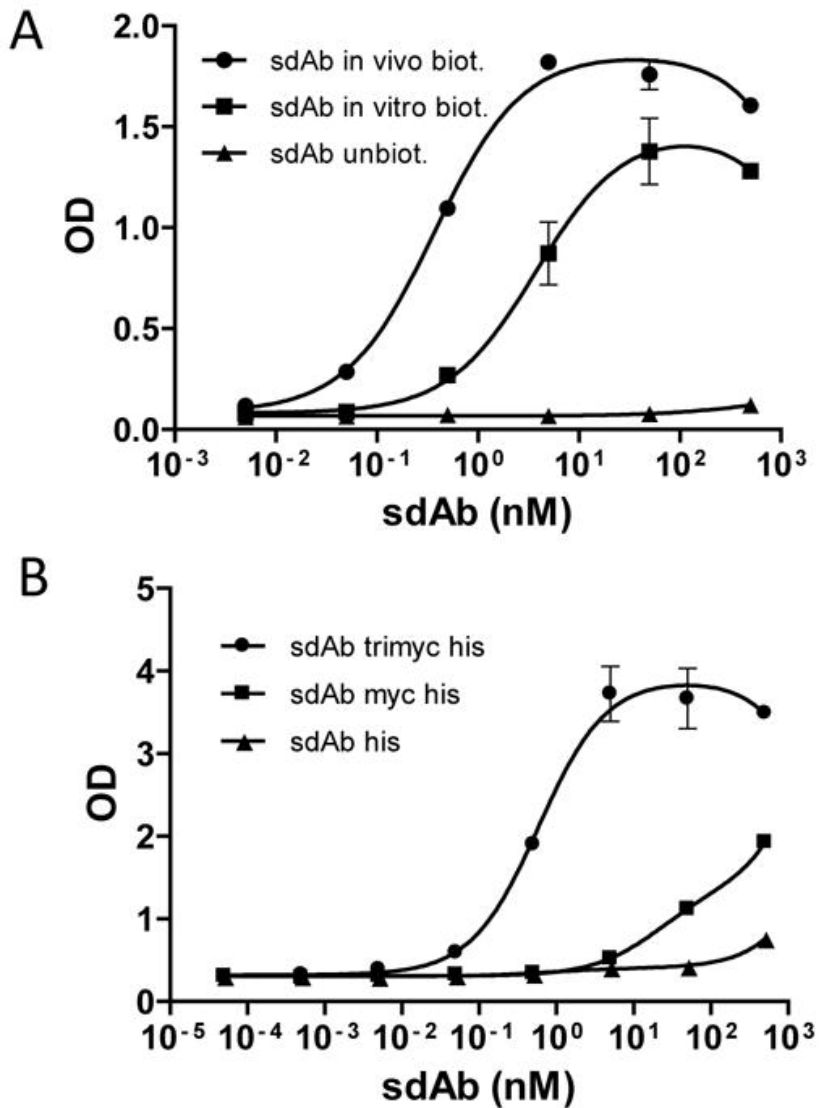 A
2.0
sdAb in vivo biot.
sdAb in vitro biot.
1.5
sdAb unbiot.
OD
1.0
0.5
0.0
10⁻³ 10⁻² 10⁻¹ 10⁰ 10¹ 10² 10³
sdAb (nM)
B
5
sdAb trimyc his
4
sdAb myc his
sdAb his
3
OD
2
1
0
10⁻⁵ 10⁻⁴ 10⁻³ 10⁻² 10⁻¹ 10⁰ 10¹ 10² 10³
sdAb (nM)